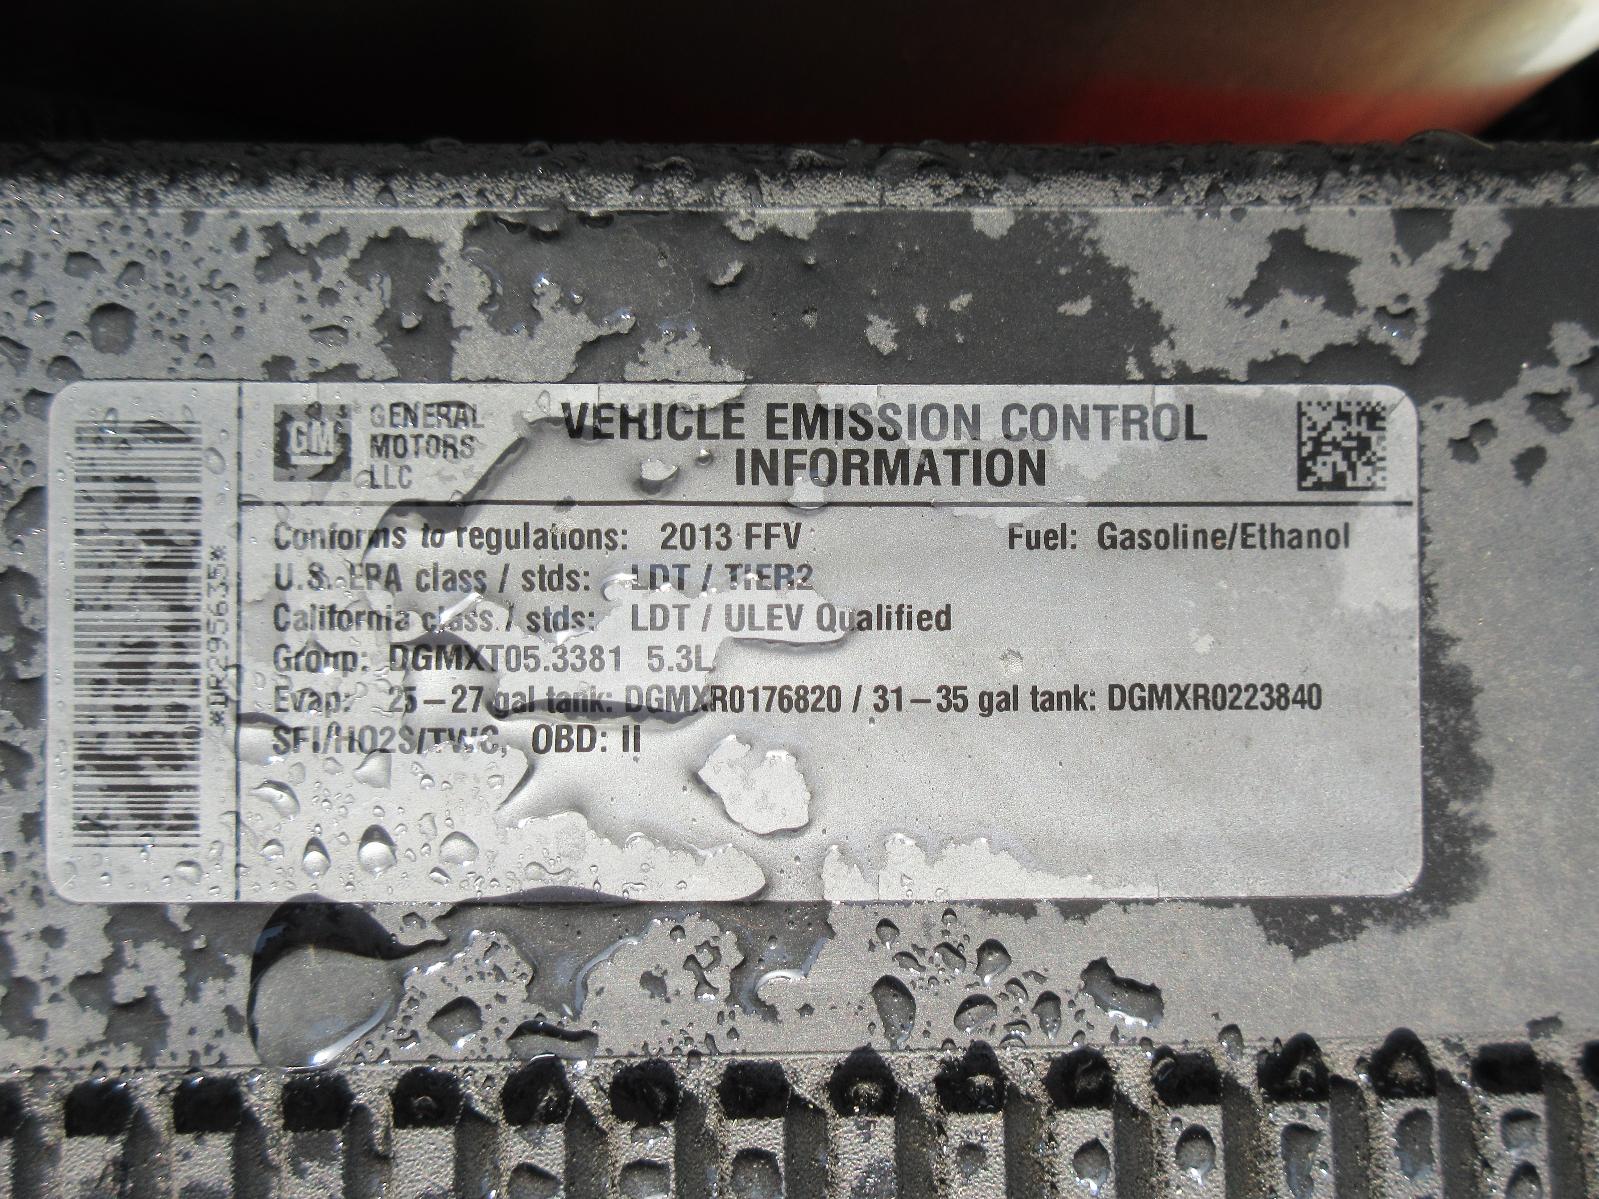 *DR295635*
GM
GENERAL
MOTORS
LLC
VEHICLE EMISSION CONTROL
INFORMATION
Conforms to regulations: 2013 FFV Fuel: Gasoline/Ethanol
U.S. EPA class / stds: LDT / TIER2
California class / stds: LDT / ULEV Qualified
Group: DGMXT05.3381 5.3L
Evap: 25–27 gal tank: DGMXR0176820 / 31–35 gal tank: DGMXR0223840
SFI/HO2S/TWC, OBD: II